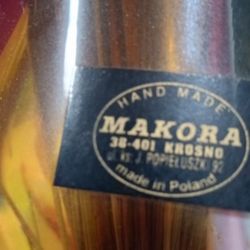 HAND MADE
MAKORA
38-401 KROSNO
ul. ks. J. POPIEŁUSZKI 92
made in Poland